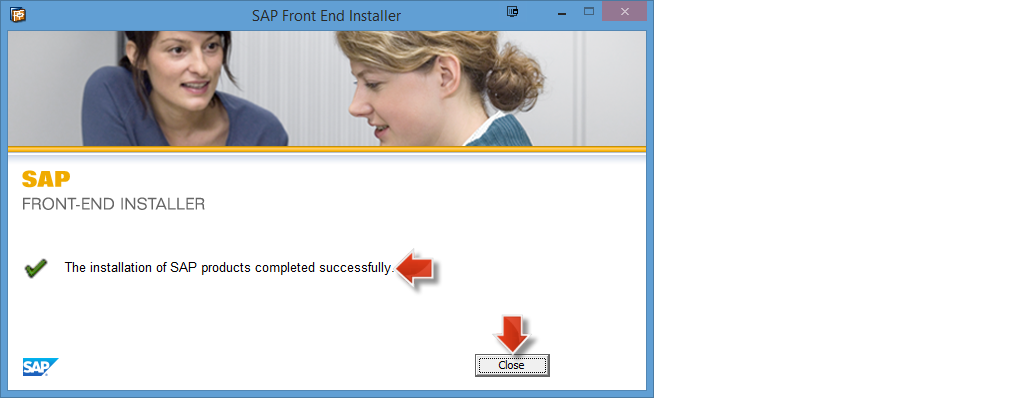 SAP Front End Installer
SAP
FRONT-END INSTALLER
The installation of SAP products completed successfully.
SAP
Close